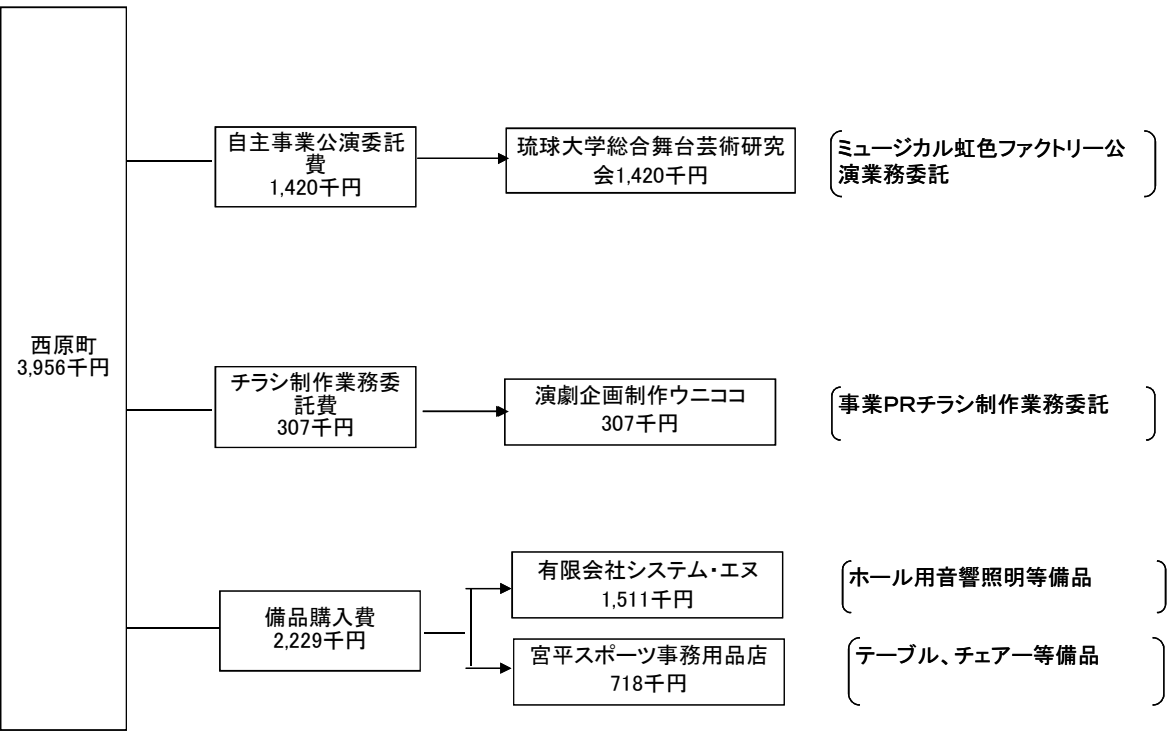 西原町
3,956千円
自主事業公演委託
費
1,420千円
琉球大学総合舞台芸術研究
会1,420千円
ミュージカル虹色ファクトリー公
演業務委託
チラシ制作業務委
託費
307千円
演劇企画制作ウニココ
307千円
事業PRチラシ制作業務委託
備品購入費
2,229千円
有限会社システム・エヌ
1,511千円
ホール用音響照明等備品
宮平スポーツ事務用品店
718千円
テーブル、チェアー等備品